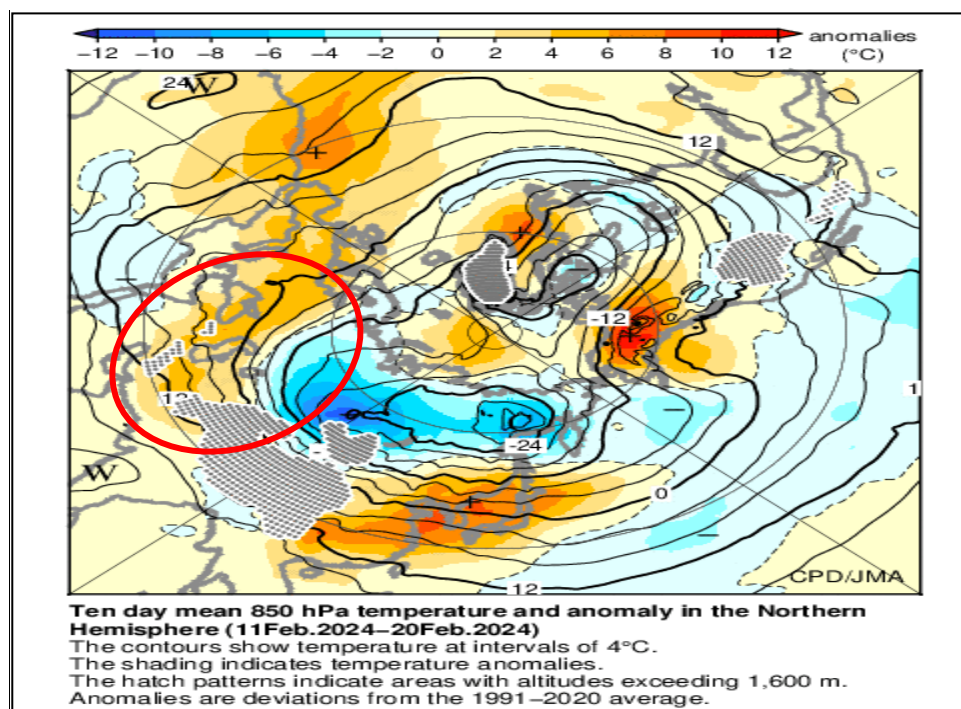 anomalies
−12 −10 −8 −6 −4 −2 0 2 4 6 8 10 12 (°C)
24 W
12
−12
12
W
−24
0
12
1
CPD/JMA
Ten day mean 850 hPa temperature and anomaly in the Northern
Hemisphere (11Feb.2024−20Feb.2024)
The contours show temperature at intervals of 4°C.
The shading indicates temperature anomalies.
The hatch patterns indicate areas with altitudes exceeding 1,600 m.
Anomalies are deviations from the 1991−2020 average.